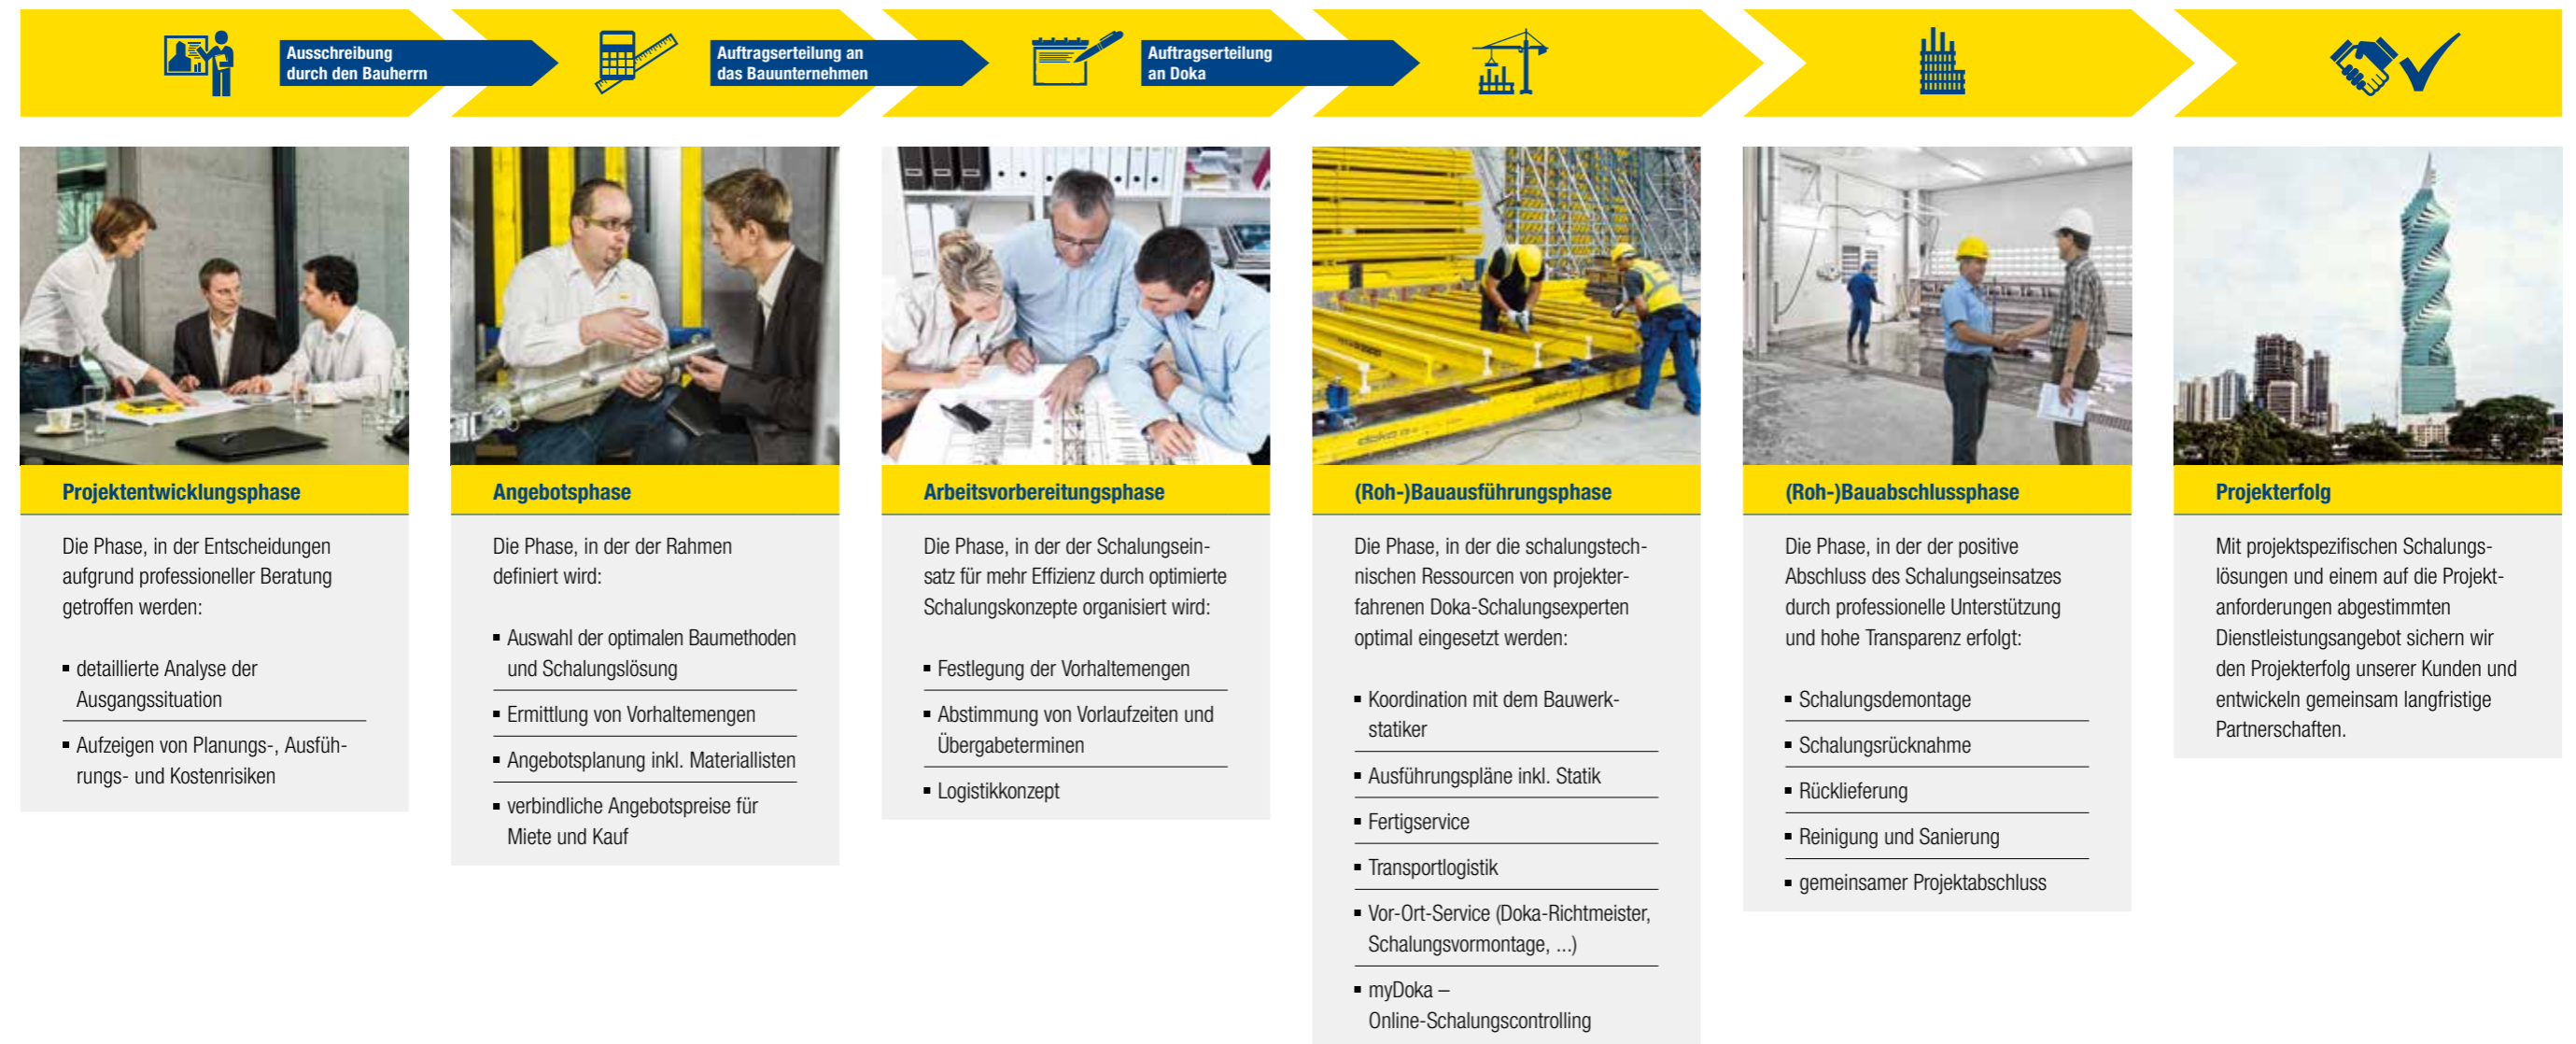 Ausschreibung
durch den Bauherrn
Auftragserteilung an
das Bauunternehmen
Auftragserteilung
an Doka
Projektentwicklungsphase
Die Phase, in der Entscheidungen
aufgrund professioneller Beratung
getroffen werden:
▪ detaillierte Analyse der
Ausgangssituation
▪ Aufzeigen von Planungs-, Ausfüh-
rungs- und Kostenrisiken
Angebotsphase
Die Phase, in der der Rahmen
definiert wird:
▪ Auswahl der optimalen Baumethoden
und Schalungslösung
▪ Ermittlung von Vorhaltemengen
▪ Angebotsplanung inkl. Materiallisten
▪ verbindliche Angebotspreise für
Miete und Kauf
Arbeitsvorbereitungsphase
Die Phase, in der der Schalungsein-
satz für mehr Effizienz durch optimierte
Schalungskonzepte organisiert wird:
▪ Festlegung der Vorhaltemengen
▪ Abstimmung von Vorlaufzeiten und
Übergabeterminen
▪ Logistikkonzept
(Roh-)Bauausführungsphase
Die Phase, in der die schalungstech-
nischen Ressourcen von projekter-
fahrenen Doka-Schalungsexperten
optimal eingesetzt werden:
▪ Koordination mit dem Bauwerk-
statiker
▪ Ausführungspläne inkl. Statik
▪ Fertigservice
▪ Transportlogistik
▪ Vor-Ort-Service (Doka-Richtmeister,
Schalungsvormontage, ...)
▪ myDoka –
Online-Schalungscontrolling
(Roh-)Bauabschlussphase
Die Phase, in der der positive
Abschluss des Schalungseinsatzes
durch professionelle Unterstützung
und hohe Transparenz erfolgt:
▪ Schalungsdemontage
▪ Schalungsrücknahme
▪ Rücklieferung
▪ Reinigung und Sanierung
▪ gemeinsamer Projektabschluss
Projekterfolg
Mit projektspezifischen Schalungs-
lösungen und einem auf die Projekt-
anforderungen abgestimmten
Dienstleistungsangebot sichern wir
den Projekterfolg unserer Kunden und
entwickeln gemeinsam langfristige
Partnerschaften.